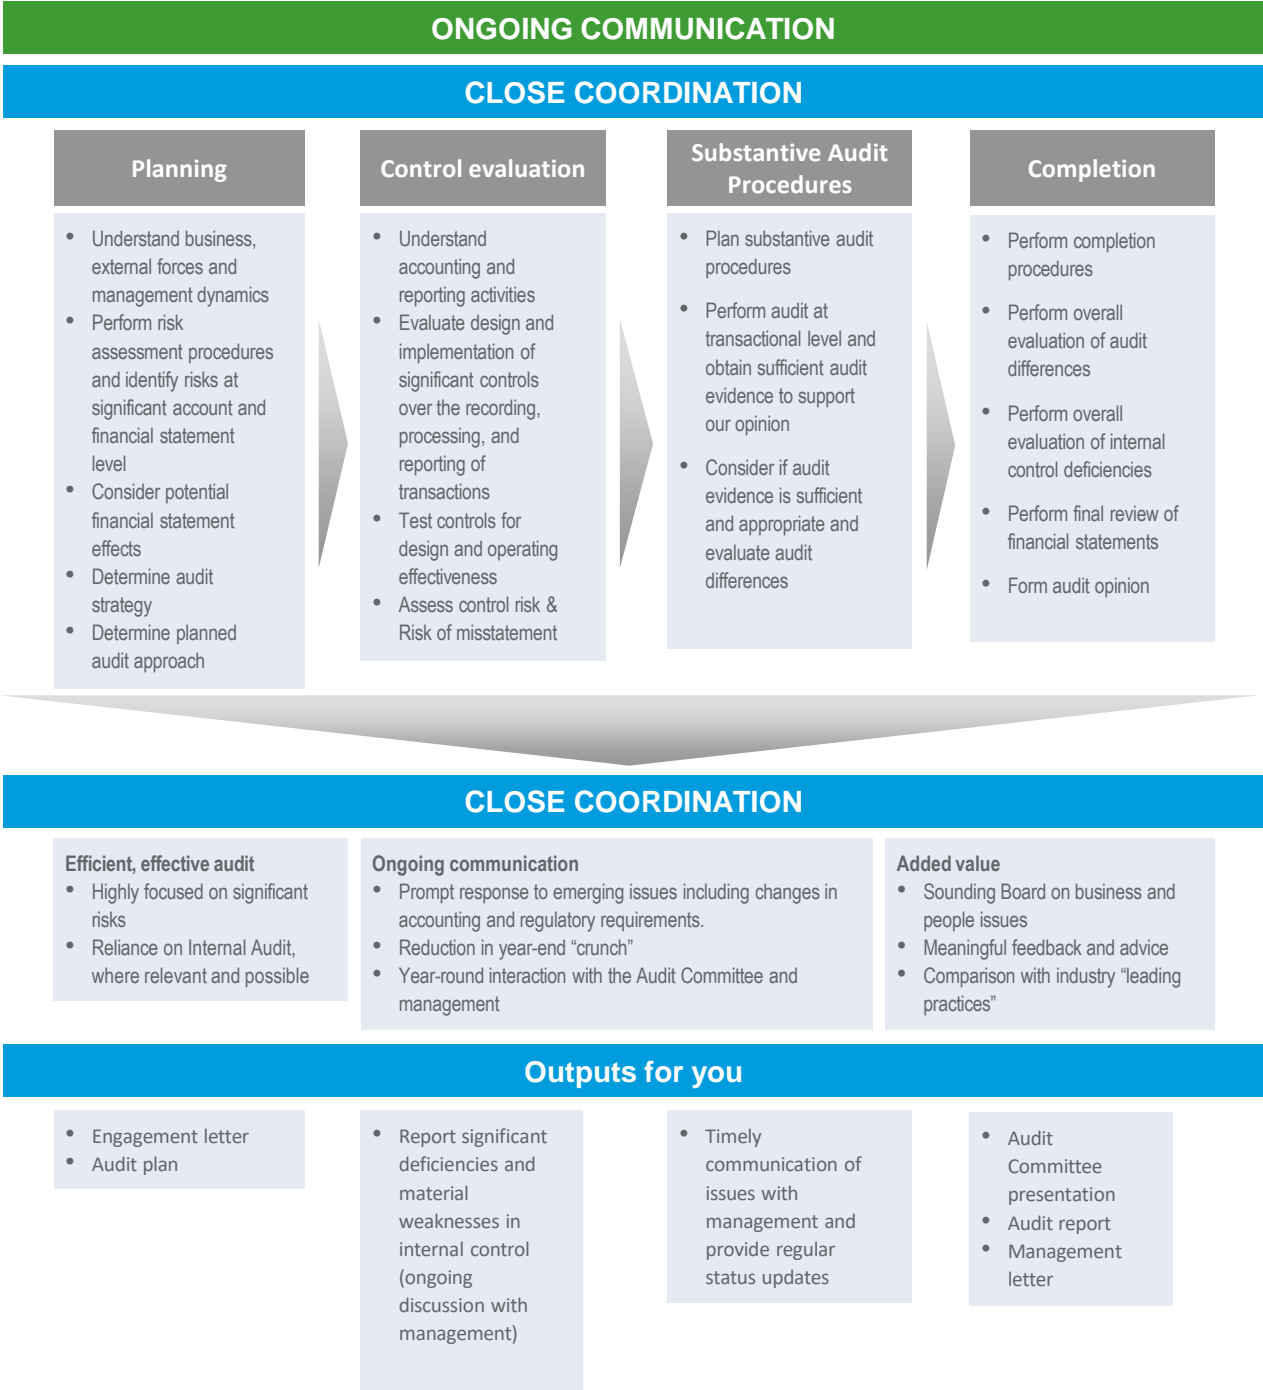 ONGOING COMMUNICATION
CLOSE COORDINATION
Planning
• Understand business,
external forces and
management dynamics
• Perform risk
assessment procedures
and identify risks at
significant account and
financial statement
level
• Consider potential
financial statement
effects
• Determine audit
strategy
• Determine planned
audit approach
Control evaluation
• Understand
accounting and
reporting activities
• Evaluate design and
implementation of
significant controls
over the recording,
processing, and
reporting of
transactions
• Test controls for
design and operating
effectiveness
• Assess control risk &
Risk of misstatement
Substantive Audit
Procedures
• Plan substantive audit
procedures
• Perform audit at
transactional level and
obtain sufficient audit
evidence to support
our opinion
• Consider if audit
evidence is sufficient
and appropriate and
evaluate audit
differences
Completion
• Perform completion
procedures
• Perform overall
evaluation of audit
differences
• Perform overall
evaluation of internal
control deficiencies
• Perform final review of
financial statements
• Form audit opinion
CLOSE COORDINATION
Efficient, effective audit
• Highly focused on significant
risks
• Reliance on Internal Audit,
where relevant and possible
Ongoing communication
• Prompt response to emerging issues including changes in
accounting and regulatory requirements.
• Reduction in year-end “crunch”
• Year-round interaction with the Audit Committee and
management
Added value
• Sounding Board on business and
people issues
• Meaningful feedback and advice
• Comparison with industry “leading
practices”
Outputs for you
• Engagement letter
• Audit plan
• Report significant
deficiencies and
material
weaknesses in
internal control
(ongoing
discussion with
management)
• Timely
communication of
issues with
management and
provide regular
status updates
• Audit
Committee
presentation
• Audit report
• Management
letter